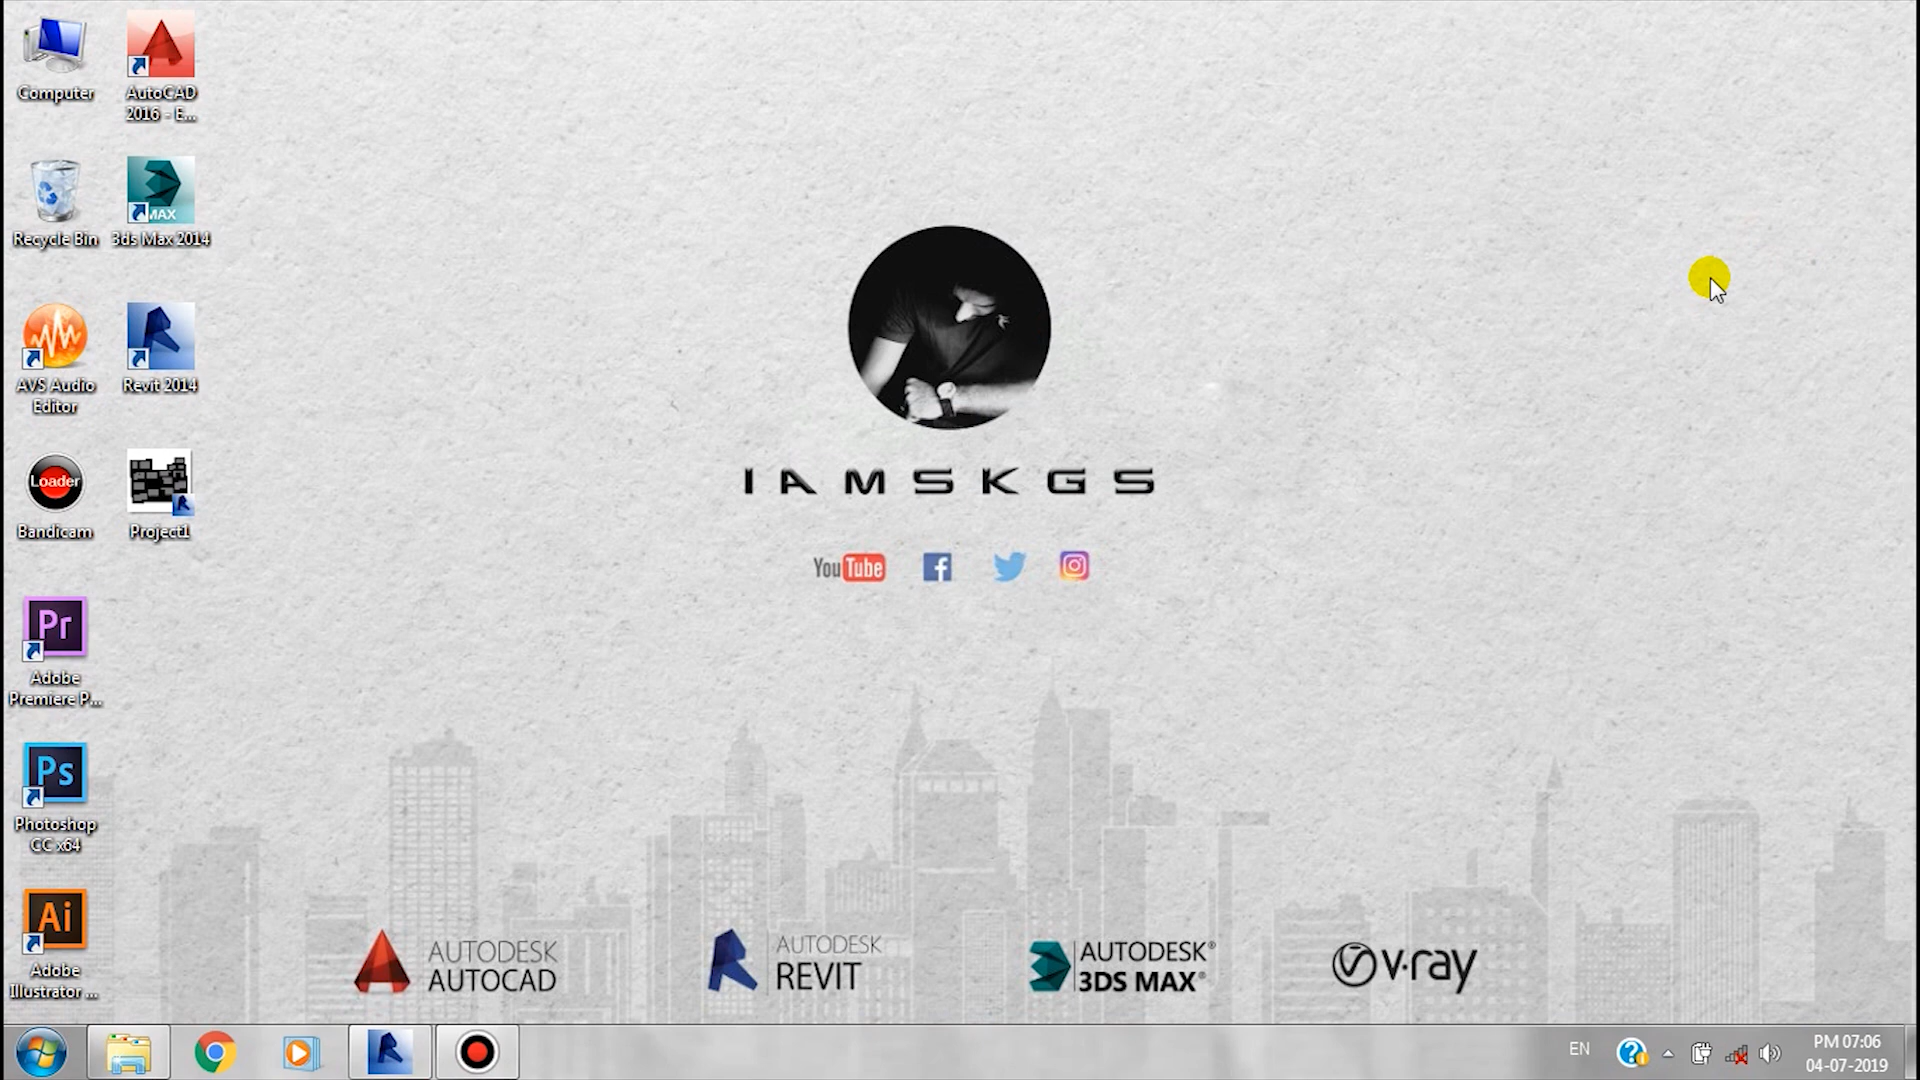 Computer
AutoCAD
2016 - E...
Recycle Bin
MAX
3ds Max 2014
AVS Audio
Editor
Revit 2014
Loader
Bandicam
Project1
Pr
Adobe
Premiere P...
Ps
Photoshop
CC x64
Ai
Adobe
Illustrator ...
IAMSKGS
YouTube
AUTODESK
AUTOCAD
AUTODESK
REVIT
AUTODESK®
3DS MAX®
v·ray
EN
PM 07:06
04-07-2019